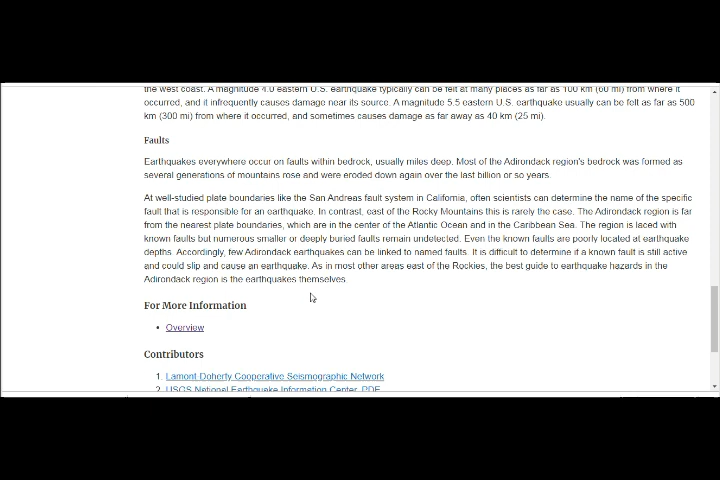 the west coast. A magnitude 4.0 eastern U.S. earthquake typically can be felt at many places as far as 100 km (60 mi) from where it
occurred, and it infrequently causes damage near its source. A magnitude 5.5 eastern U.S. earthquake usually can be felt as far as 500
km (300 mi) from where it occurred, and sometimes causes damage as far away as 40 km (25 mi).
Faults
Earthquakes everywhere occur on faults within bedrock, usually miles deep. Most of the Adirondack region's bedrock was formed as
several generations of mountains rose and were eroded down again over the last billion or so years.
At well-studied plate boundaries like the San Andreas fault system in California, often scientists can determine the name of the specific
fault that is responsible for an earthquake. In contrast, east of the Rocky Mountains this is rarely the case. The Adirondack region is far
from the nearest plate boundaries, which are in the center of the Atlantic Ocean and in the Caribbean Sea. The region is laced with
known faults but numerous smaller or deeply buried faults remain undetected. Even the known faults are poorly located at earthquake
depths. Accordingly, few Adirondack earthquakes can be linked to named faults. It is difficult to determine if a known fault is still active
and could slip and cause an earthquake. As in most other areas east of the Rockies, the best guide to earthquake hazards in the
Adirondack region is the earthquakes themselves.
For More Information
• Overview
Contributors
1. Lamont-Doherty Cooperative Seismographic Network
2. USGS National Earthquake Information Center, PDE